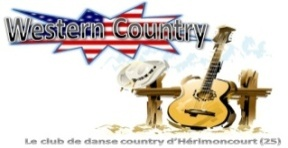 Western Country
Le club de danse country d'Hérimoncourt (25)